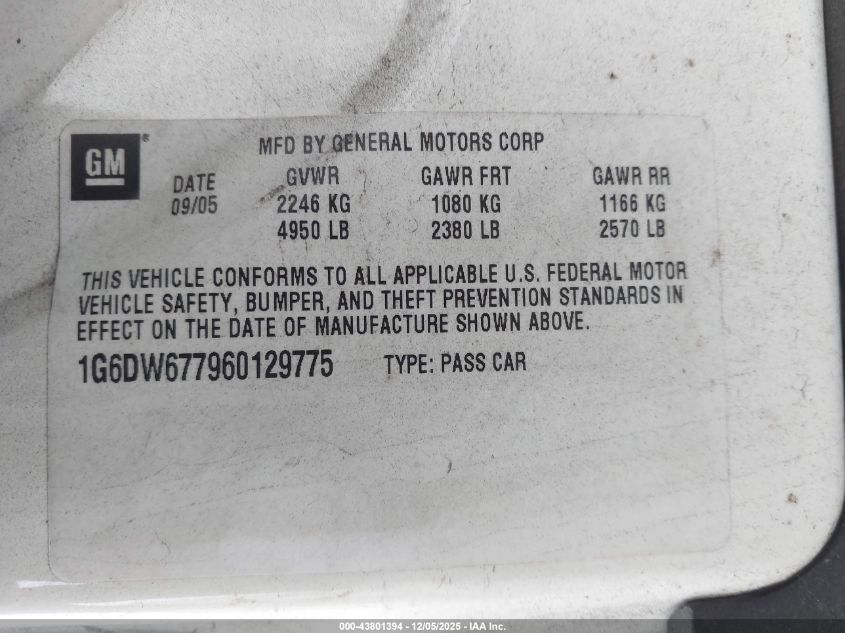 GM®
MFD BY GENERAL MOTORS CORP
DATE GVWR GAWR FRT GAWR RR
09/05 2246 KG 1080 KG 1166 KG
4950 LB 2380 LB 2570 LB
THIS VEHICLE CONFORMS TO ALL APPLICABLE U.S. FEDERAL MOTOR
VEHICLE SAFETY, BUMPER, AND THEFT PREVENTION STANDARDS IN
EFFECT ON THE DATE OF MANUFACTURE SHOWN ABOVE.
1G6DW677960129775 TYPE: PASS CAR
000-43801394 - 12/05/2025 - IAA Inc.